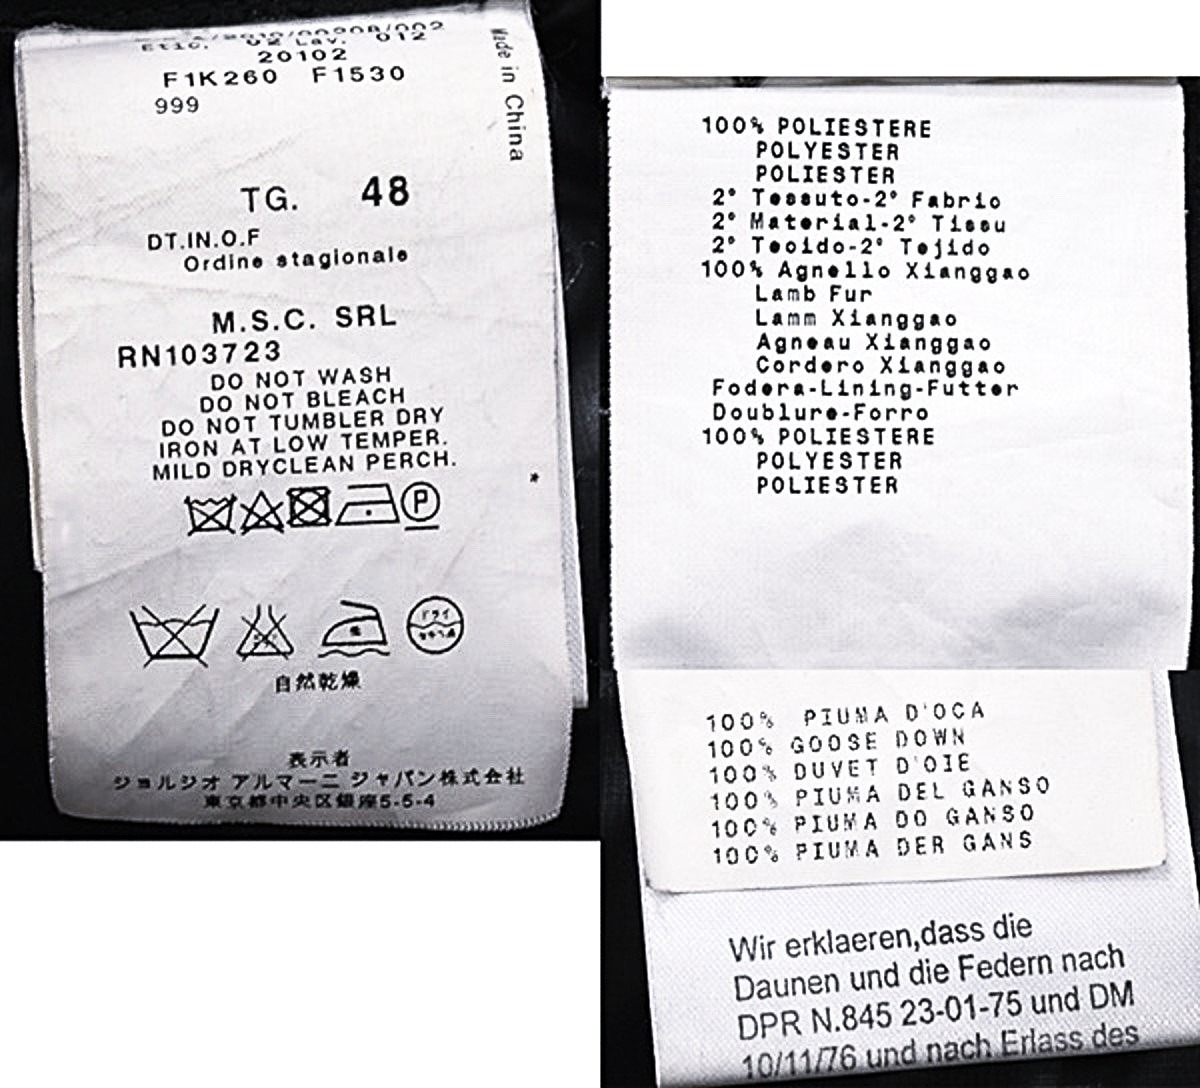 Etic. 02 Lav. 012
20102
F1K260 F1530
999
Made in China
TG. 48
DT.IN.O.F
Ordine stagionale
M.S.C. SRL
RN103723
DO NOT WASH
DO NOT BLEACH
DO NOT TUMBLER DRY
IRON AT LOW TEMPER.
MILD DRYCLEAN PERCH.
*
P
ドライ
自然乾燥
表示者
ジョルジオ アルマーニ ジャパン株式会社
東京都中央区銀座5-5-4
100% POLIESTERE
POLYESTER
POLIESTER
2° Tessuto-2° Fabric
2° Material-2° Tissu
2° Tecido-2° Tejido
100% Agnello Xianggao
Lamb Fur
Lamm Xianggao
Agneau Xianggao
Cordero Xianggao
Fodera-Lining-Futter
Doublure-Forro
100% POLIESTERE
POLYESTER
POLIESTER
100% PIUMA D'OCA
100% GOOSE DOWN
100% DUVET D'OIE
100% PIUMA DEL GANSO
100% PIUMA DO GANSO
100% PIUMA DER GANS
Wir erklaeren,dass die
Daunen und die Federn nach
DPR N.845 23-01-75 und DM
10/11/76 und nach Erlass des